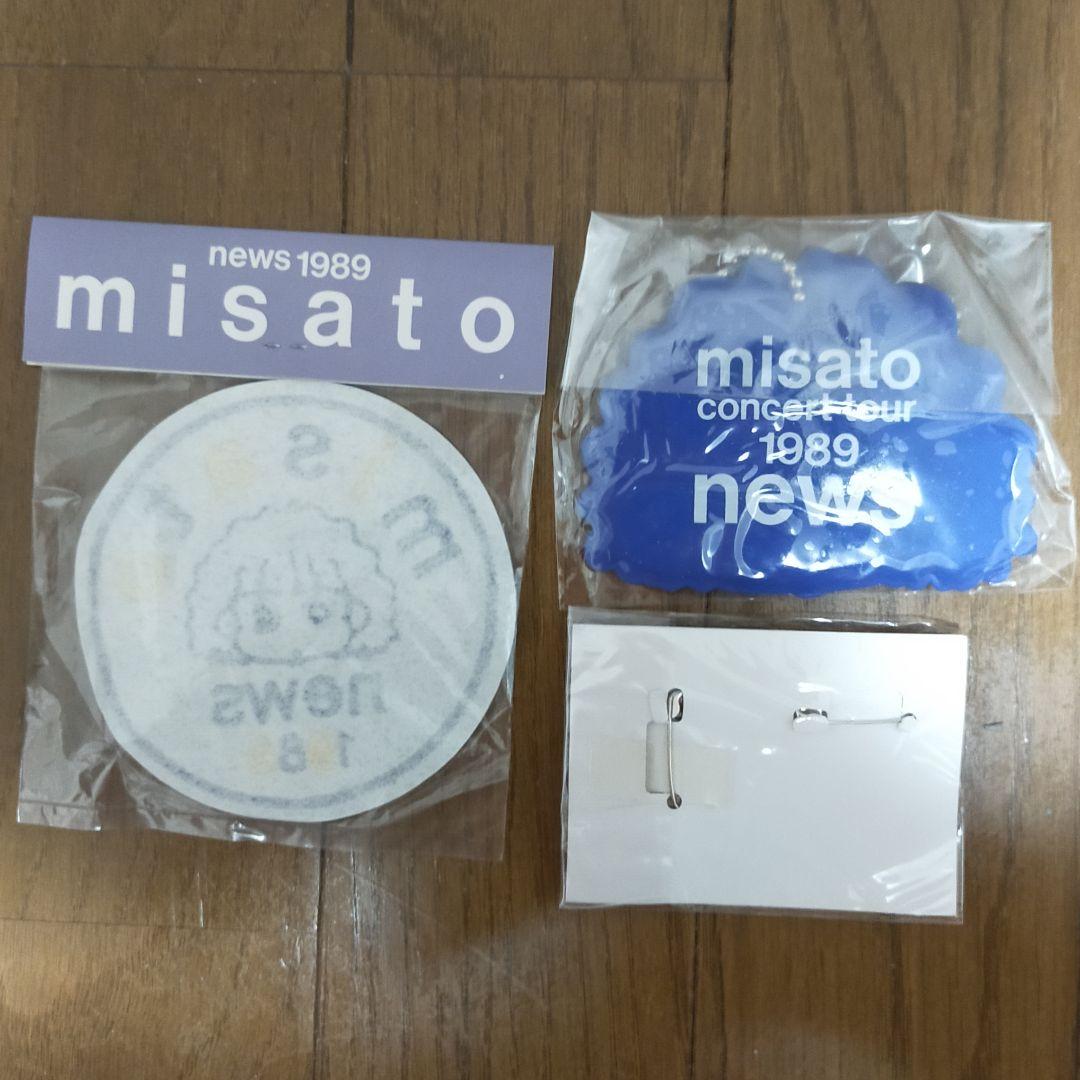 news 1989
misato
misato
concert tour
1989
news
news